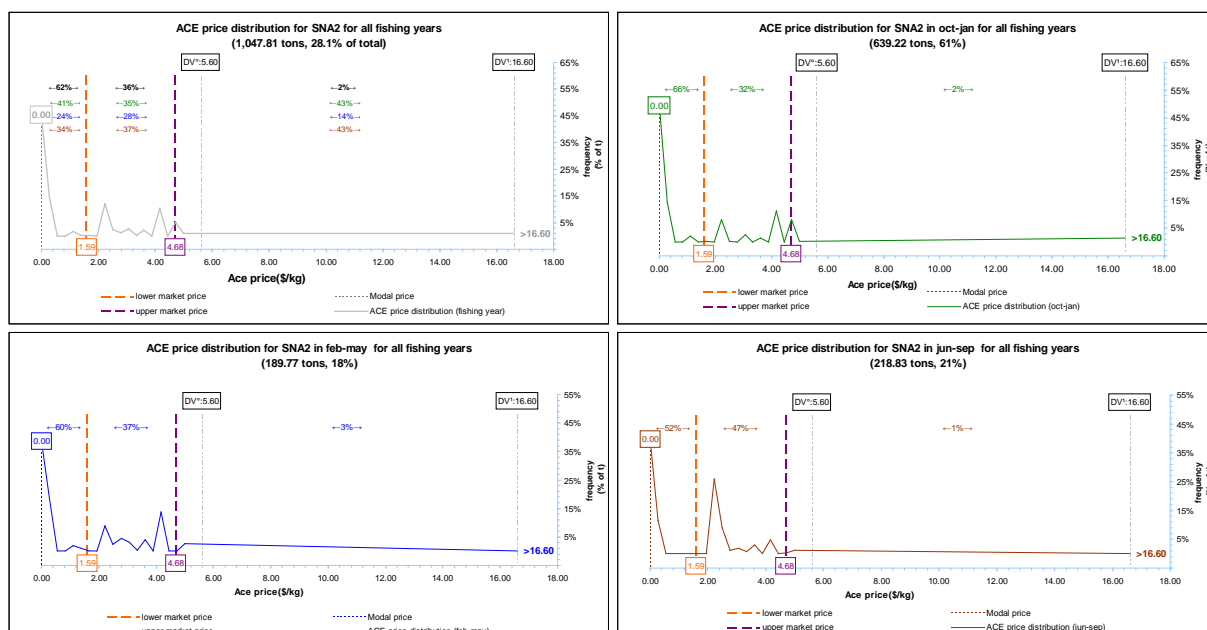 ACE price distribution for SNA2 for all fishing years
(1,047.81 tons, 28.1% of total)
DV°:5.60
DV¹:16.60
65%
55%
45%
35%
25%
15%
5%
frequency
(% of t)
←62%→ ←36%→ ←2%→
←41%→ ←35%→ ←43%→
←24%→ ←28%→ ←14%→
←34%→ ←37%→ ←43%→
0.00
>16.60
1.59
4.68
0.00 2.00 4.00 6.00 8.00 10.00 12.00 14.00 16.00 18.00
Ace price($/kg)
lower market price
Modal price
upper market price
ACE price distribution (fishing year)
ACE price distribution for SNA2 in oct-jan for all fishing years
(639.22 tons, 61%)
DV°:5.60
DV¹:16.60
65%
55%
45%
35%
25%
15%
5%
frequency
(% of t)
←66%→ ←32%→ ←2%→
0.00
>16.60
1.59
4.68
0.00 2.00 4.00 6.00 8.00 10.00 12.00 14.00 16.00 18.00
Ace price($/kg)
lower market price
Modal price
upper market price
ACE price distribution (oct-jan)
ACE price distribution for SNA2 in feb-may for all fishing years
(189.77 tons, 18%)
DV°:5.60
DV¹:16.60
55%
45%
35%
25%
15%
5%
frequency
(% of t)
←60%→ ←37%→ ←3%→
0.00
>16.60
1.59
4.68
0.00 2.00 4.00 6.00 8.00 10.00 12.00 14.00 16.00 18.00
Ace price($/kg)
lower market price
Modal price
upper market price
ACE price distribution (feb-may)
ACE price distribution for SNA2 in jun-sep for all fishing years
(218.83 tons, 21%)
DV°:5.60
DV¹:16.60
55%
45%
35%
25%
15%
5%
frequency
(% of t)
←52%→ ←47%→ ←1%→
0.00
>16.60
1.59
4.68
0.00 2.00 4.00 6.00 8.00 10.00 12.00 14.00 16.00 18.00
Ace price($/kg)
lower market price
Modal price
upper market price
ACE price distribution (jun-sep)